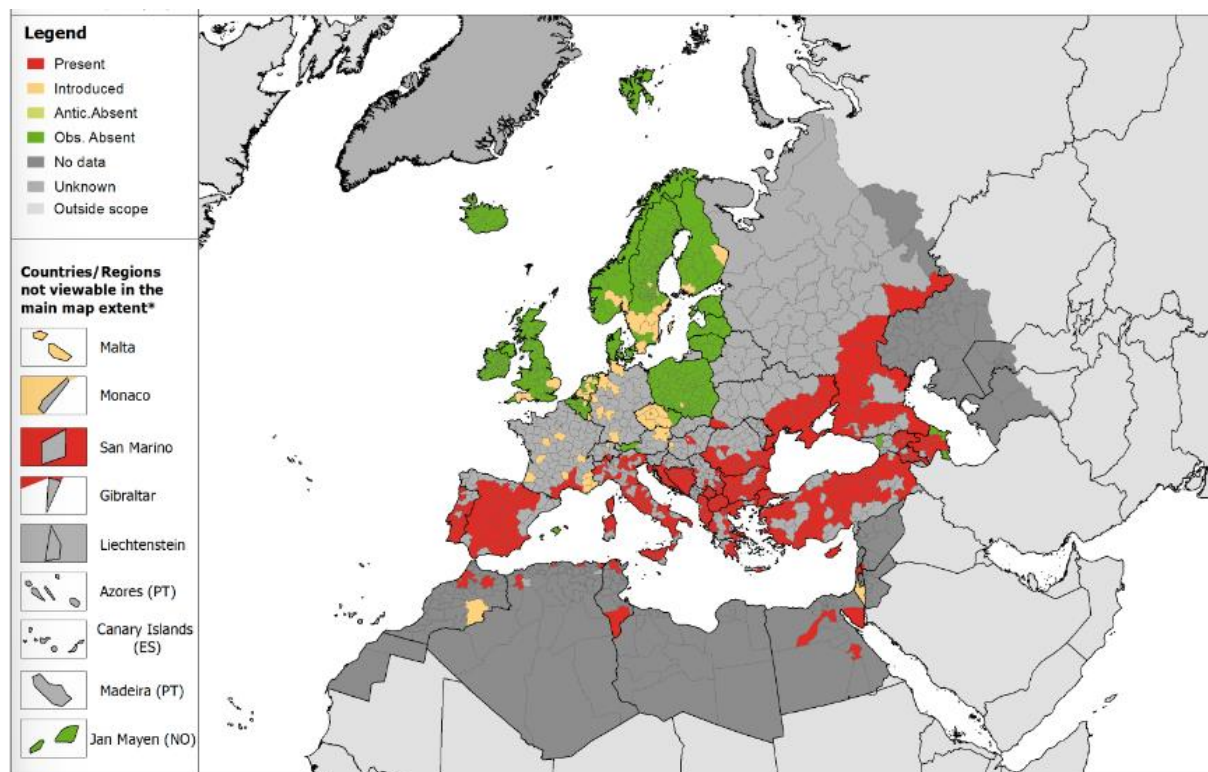 Legend
Present
Introduced
Antic.Absent
Obs. Absent
No data
Unknown
Outside scope
Countries/Regions
not viewable in the
main map extent*
Malta
Monaco
San Marino
Gibraltar
Liechtenstein
Azores (PT)
Canary Islands
(ES)
Madeira (PT)
Jan Mayen (NO)